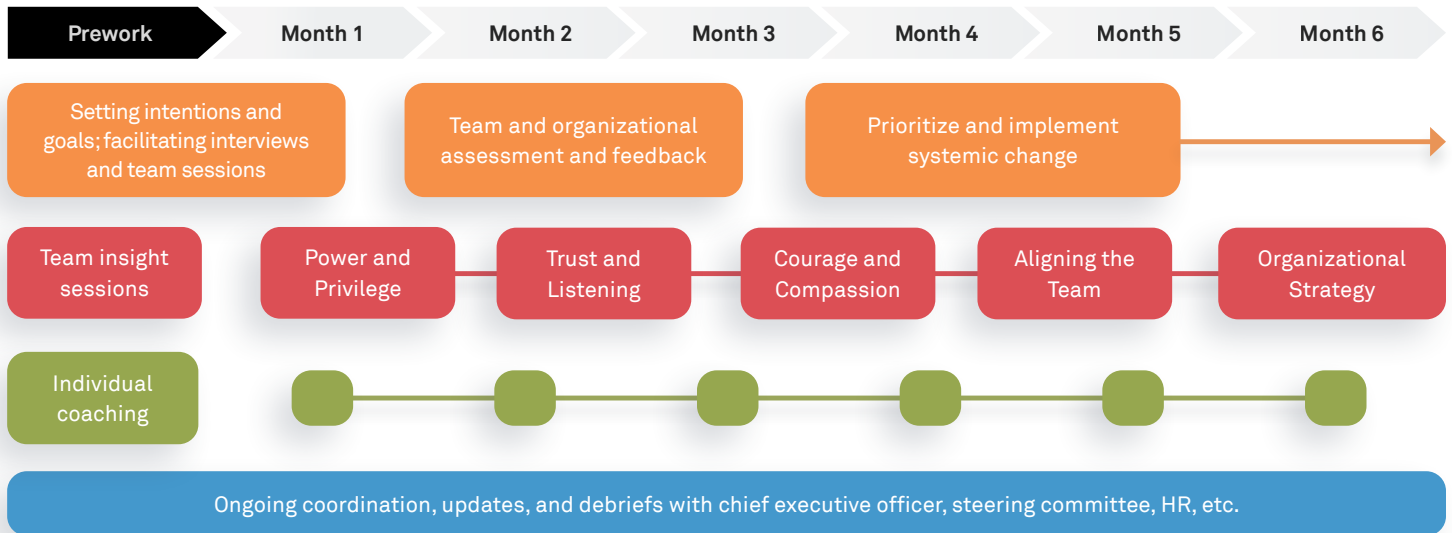 Prework
Month 1
Month 2
Month 3
Month 4
Month 5
Month 6
Setting intentions and
goals; facilitating interviews
and team sessions
Team and organizational
assessment and feedback
Prioritize and implement
systemic change
Team insight
sessions
Power and
Privilege
Trust and
Listening
Courage and
Compassion
Aligning the
Team
Organizational
Strategy
Individual
coaching
Ongoing coordination, updates, and debriefs with chief executive officer, steering committee, HR, etc.